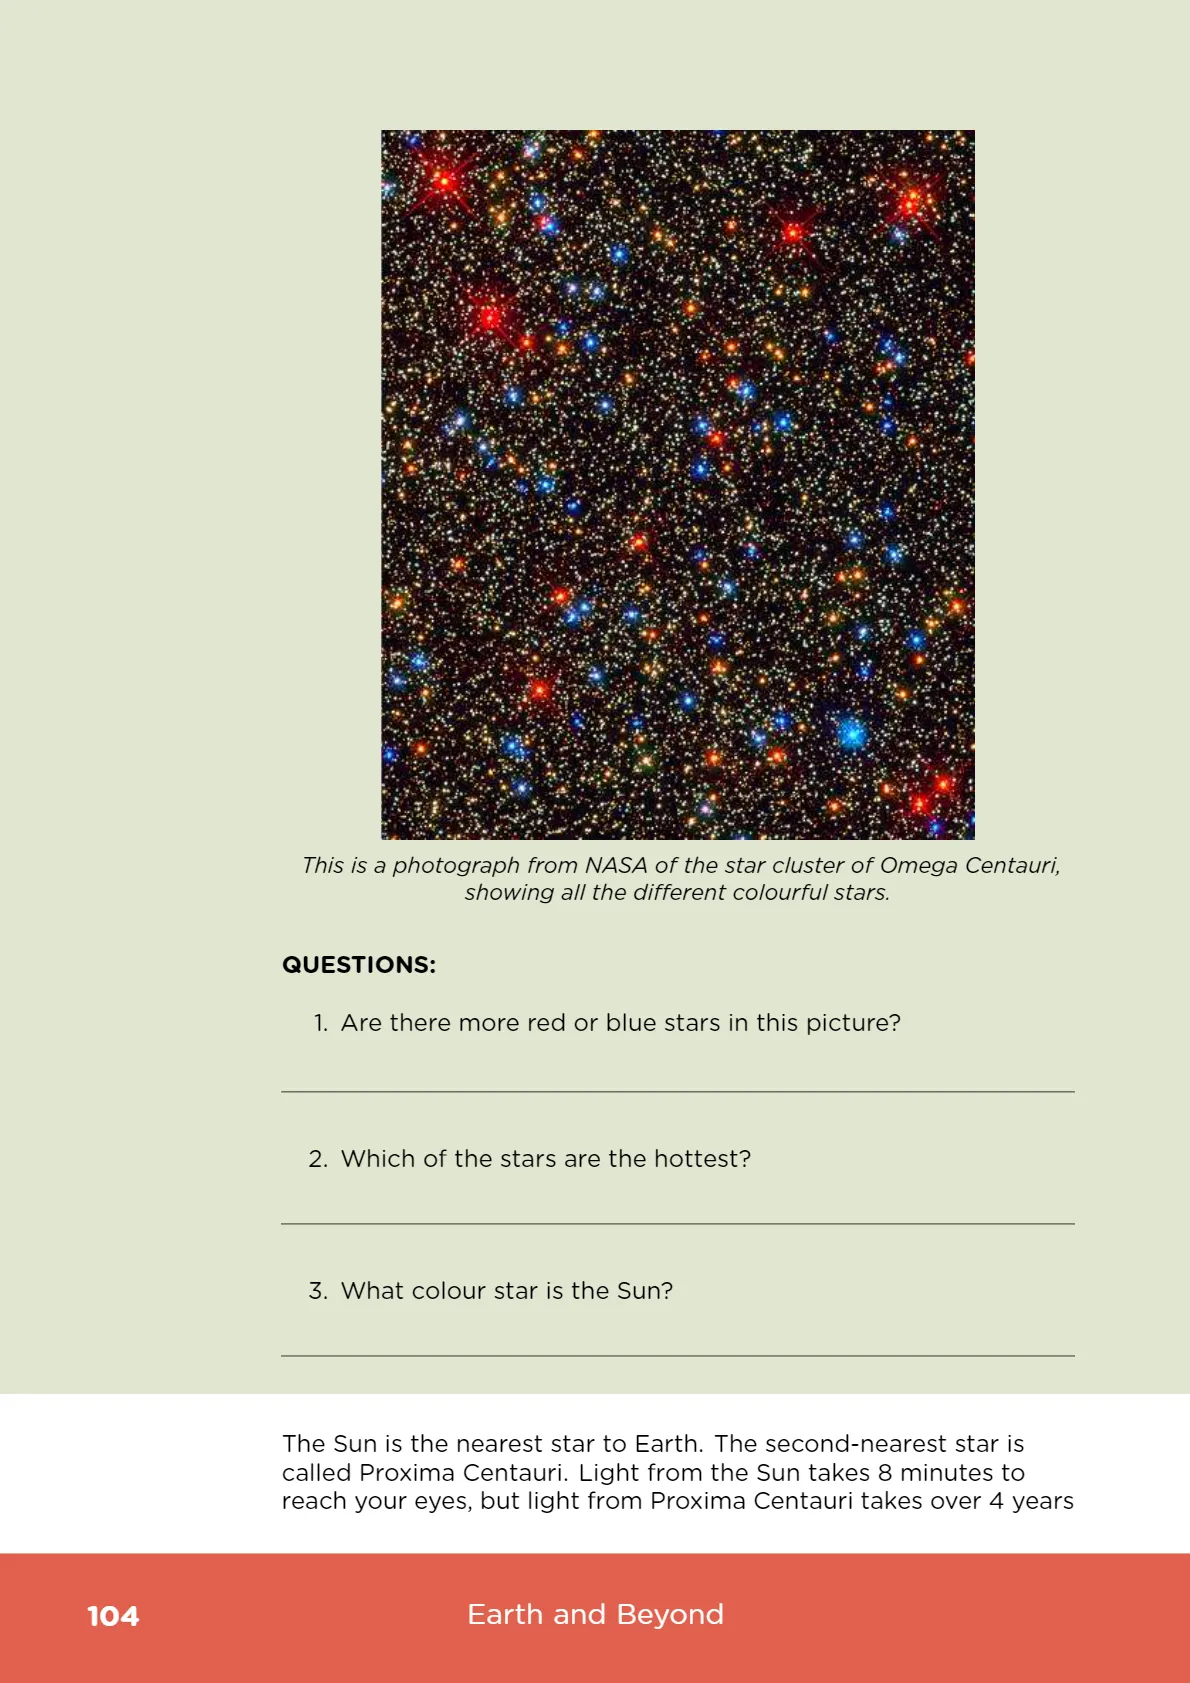 This is a photograph from NASA of the star cluster of Omega Centauri,
showing all the different colourful stars.
QUESTIONS:
1. Are there more red or blue stars in this picture?
2. Which of the stars are the hottest?
3. What colour star is the Sun?
The Sun is the nearest star to Earth. The second-nearest star is
called Proxima Centauri. Light from the Sun takes 8 minutes to
reach your eyes, but light from Proxima Centauri takes over 4 years
104
Earth and Beyond